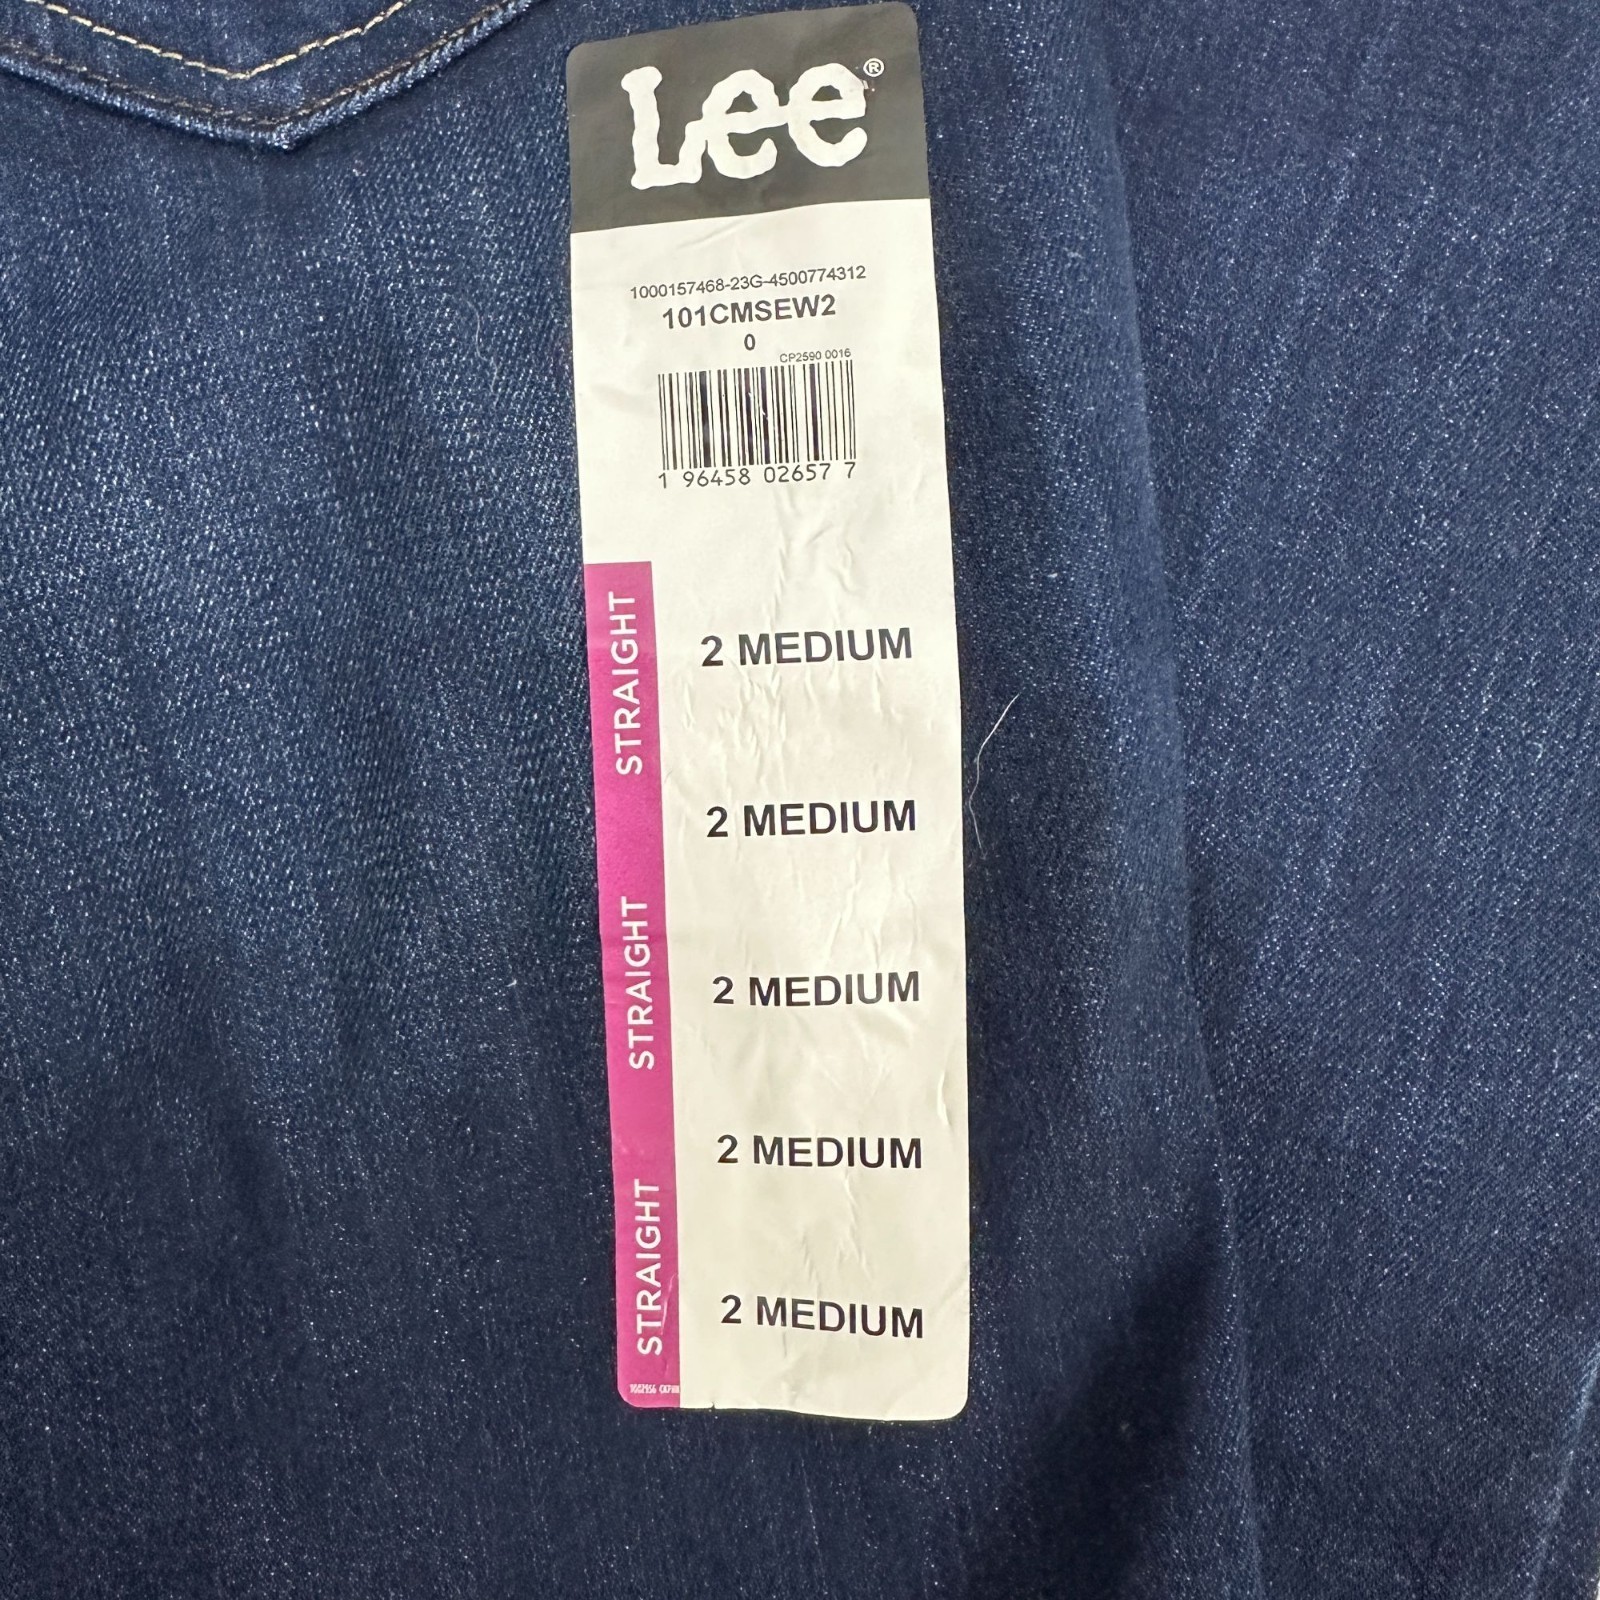 Lee®
1000157468-23G-4500774312
101CMSEW2
0
CP2590 0016
1 96458 02657 7
STRAIGHT
2 MEDIUM
2 MEDIUM
STRAIGHT
2 MEDIUM
2 MEDIUM
STRAIGHT
2 MEDIUM